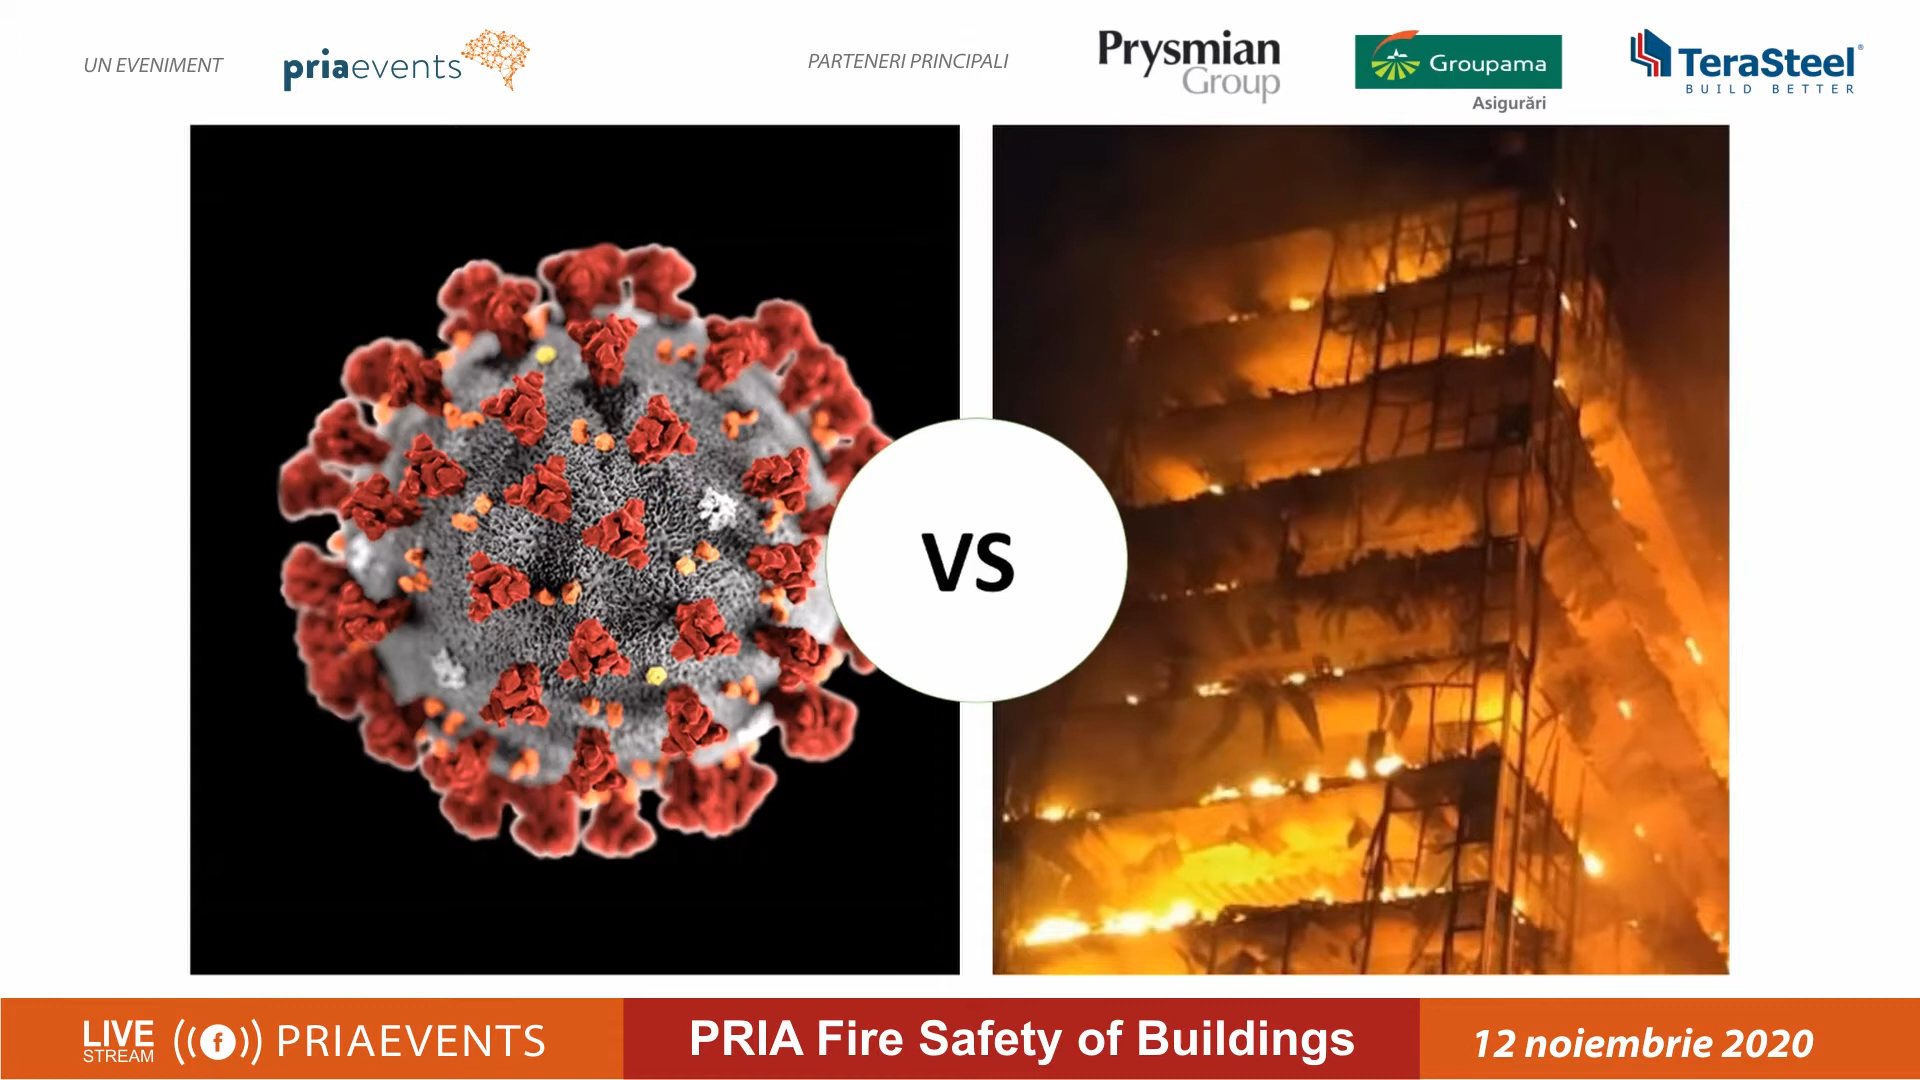 UN EVENIMENT
priaevents
PARTENERI PRINCIPALI
Prysmian
Group
Groupama
Asigurări
TeraSteel®
BUILD BETTER
VS
LIVE
STREAM
f
PRIAEVENTS
PRIA Fire Safety of Buildings
12 noiembrie 2020